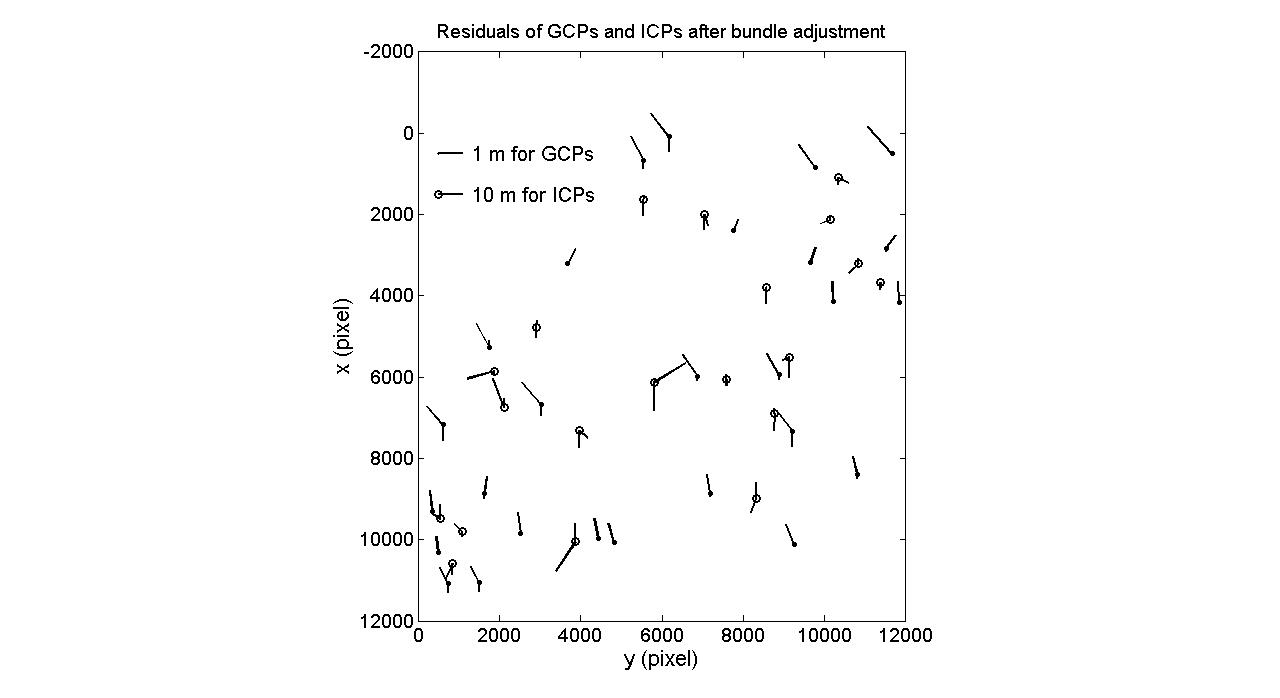 Residuals of GCPs and ICPs after bundle adjustment
-2000
0
2000
4000
6000
8000
10000
12000
x (pixel)
1 m for GCPs
10 m for ICPs
0 2000 4000 6000 8000 10000 12000
y (pixel)